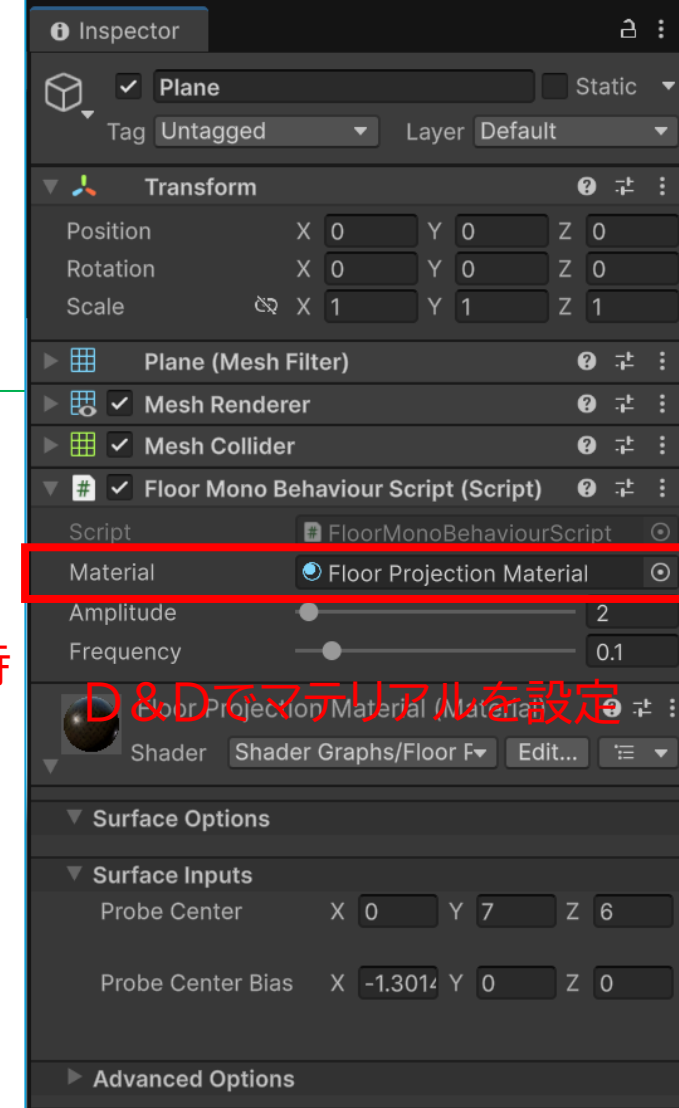 Inspector
Plane
Static
Tag Untagged Layer Default
Transform
Position X 0 Y 0 Z 0
Rotation X 0 Y 0 Z 0
Scale X 1 Y 1 Z 1
Plane (Mesh Filter)
Mesh Renderer
Mesh Collider
# Floor Mono Behaviour Script (Script)
Script # FloorMonoBehaviourScript
Material Floor Projection Material
Amplitude 2
Frequency 0.1
D&Dでマテリアルを設定
Floor Projection Material (Material)
Shader Shader Graphs/Floor P Edit...
Surface Options
Surface Inputs
Probe Center X 0 Y 7 Z 6
Probe Center Bias X -1.3014 Y 0 Z 0
Advanced Options